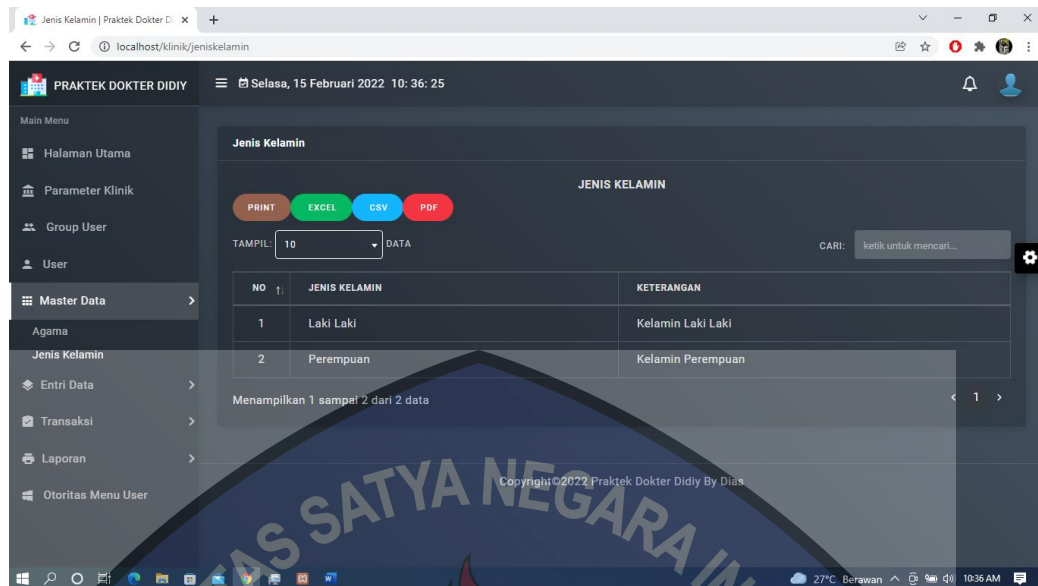 Jenis Kelamin | Praktek Dokter Di
localhost/klinik/jeniskelamin
PRAKTEK DOKTER DIDIY
Selasa, 15 Februari 2022 10: 36: 25
Main Menu
Halaman Utama
Parameter Klinik
Group User
User
Master Data
Agama
Jenis Kelamin
Entri Data
Transaksi
Laporan
Otoritas Menu User
Jenis Kelamin
JENIS KELAMIN
PRINT EXCEL CSV PDF
TAMPIL: 10 DATA
CARI: ketik untuk mencari...
NO JENIS KELAMIN KETERANGAN
1 Laki Laki Kelamin Laki Laki
2 Perempuan Kelamin Perempuan
Menampilkan 1 sampai 2 dari 2 data
< 1 >
Copyright©2022 Praktek Dokter Didiy By Dias
AS SATYA NEGARA IN
27°C Berawan 10:36 AM